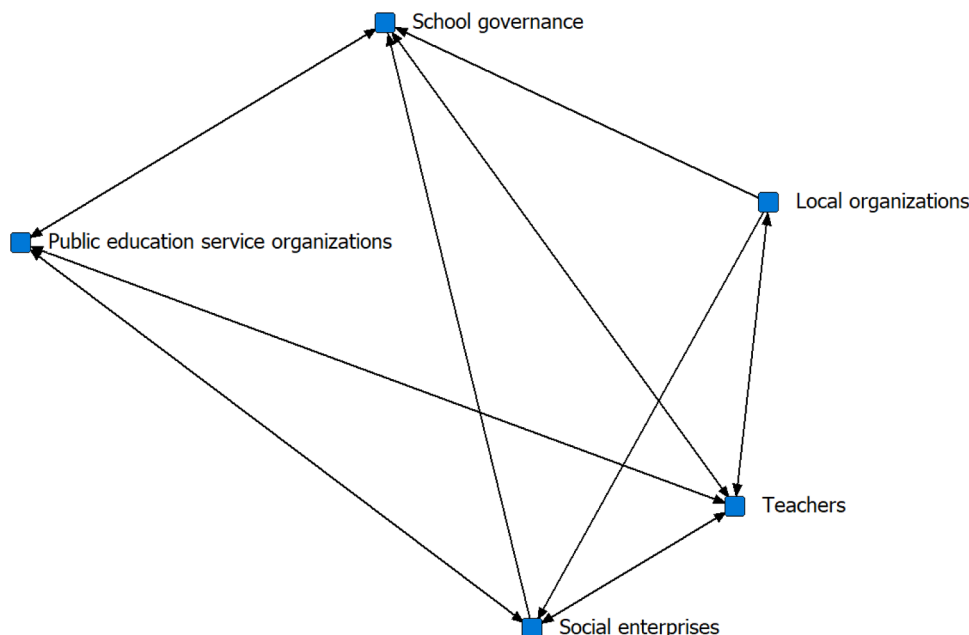 School governance
Local organizations
Public education service organizations
Teachers
Social enterprises